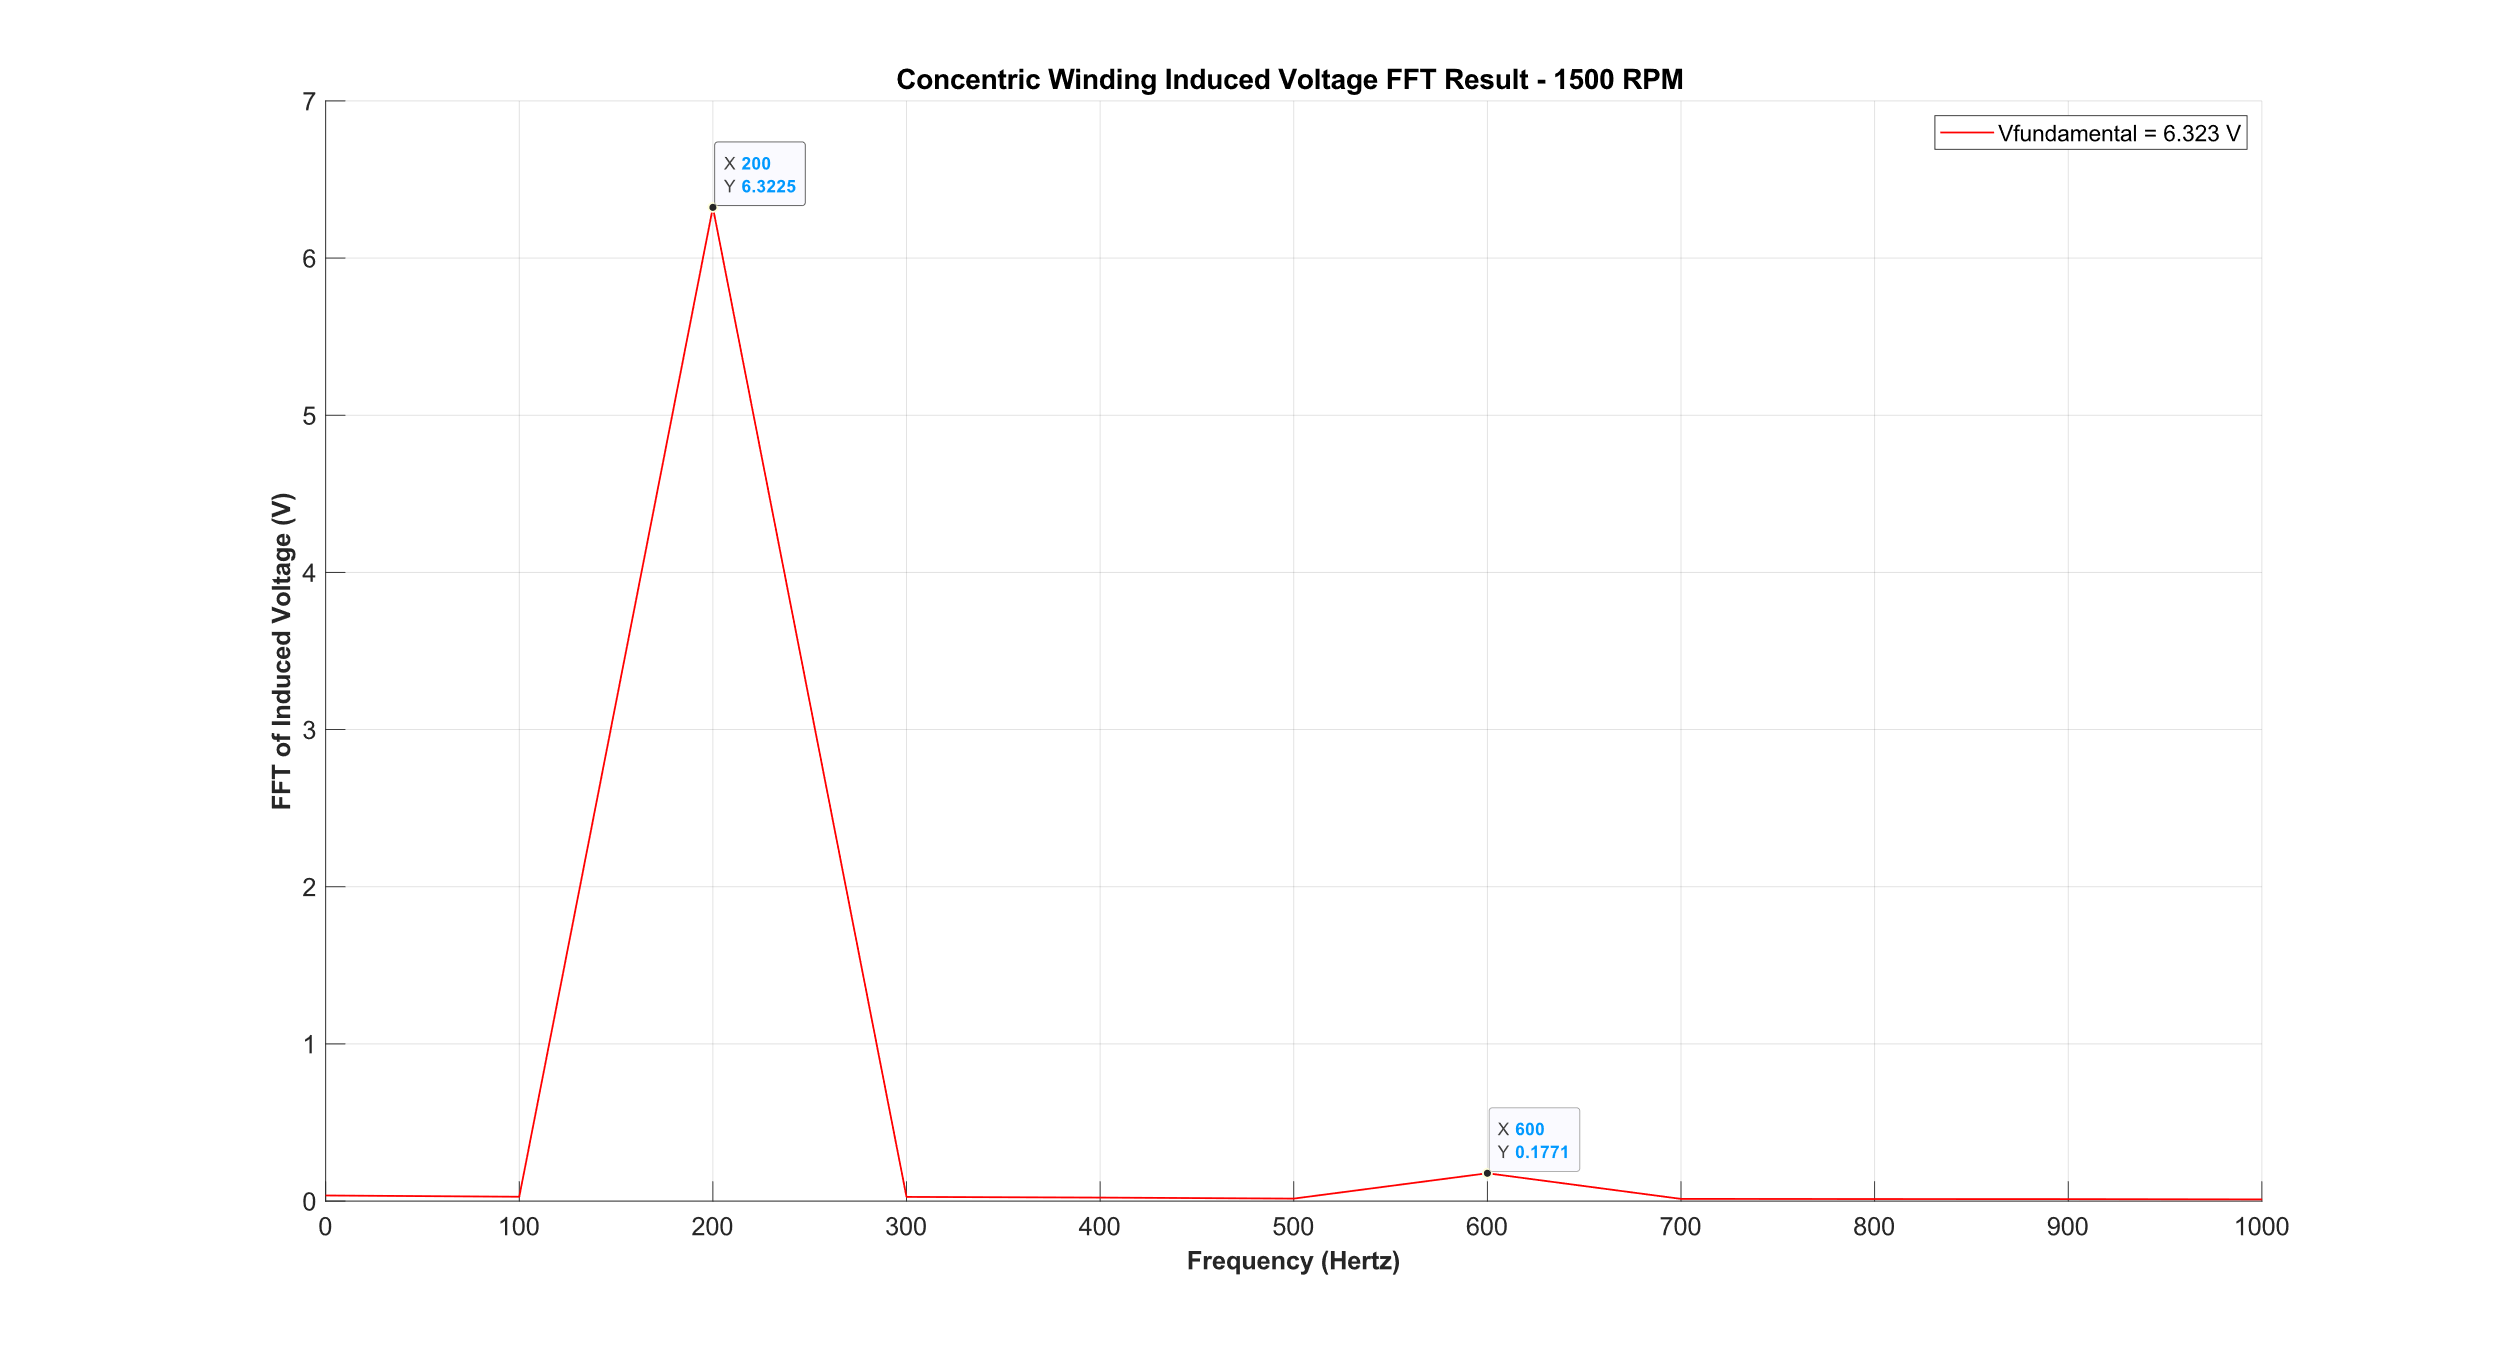 Concentric Winding Induced Voltage FFT Result - 1500 RPM
Vfundamental = 6.323 V
X 200
Y 6.3225
X 600
Y 0.1771
FFT of Induced Voltage (V)
7
6
5
4
3
2
1
0
0 100 200 300 400 500 600 700 800 900 1000
Frequency (Hertz)